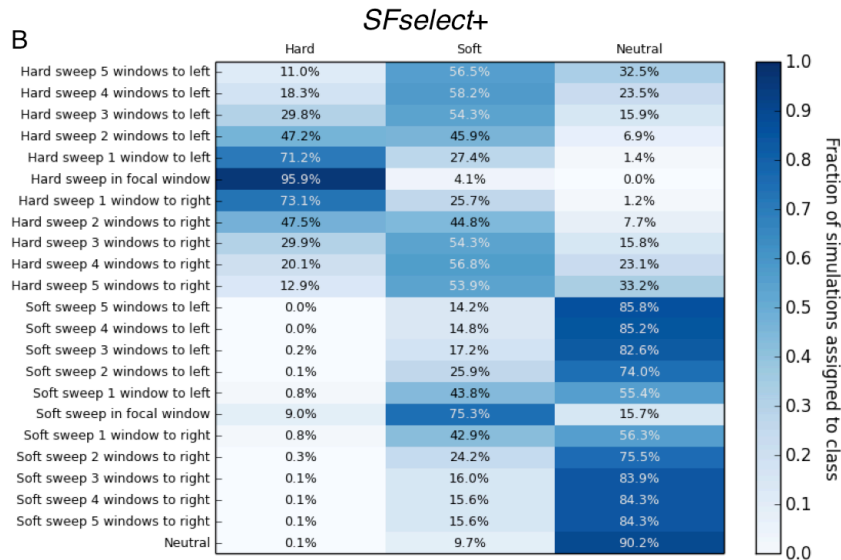 SFselect+
B
Hard Soft Neutral
Hard sweep 5 windows to left 11.0% 56.5% 32.5%
Hard sweep 4 windows to left 18.3% 58.2% 23.5%
Hard sweep 3 windows to left 29.8% 54.3% 15.9%
Hard sweep 2 windows to left 47.2% 45.9% 6.9%
Hard sweep 1 window to left 71.2% 27.4% 1.4%
Hard sweep in focal window 95.9% 4.1% 0.0%
Hard sweep 1 window to right 73.1% 25.7% 1.2%
Hard sweep 2 windows to right 47.5% 44.8% 7.7%
Hard sweep 3 windows to right 29.9% 54.3% 15.8%
Hard sweep 4 windows to right 20.1% 56.8% 23.1%
Hard sweep 5 windows to right 12.9% 53.9% 33.2%
Soft sweep 5 windows to left 0.0% 14.2% 85.8%
Soft sweep 4 windows to left 0.0% 14.8% 85.2%
Soft sweep 3 windows to left 0.2% 17.2% 82.6%
Soft sweep 2 windows to left 0.1% 25.9% 74.0%
Soft sweep 1 window to left 0.8% 43.8% 55.4%
Soft sweep in focal window 9.0% 75.3% 15.7%
Soft sweep 1 window to right 0.8% 42.9% 56.3%
Soft sweep 2 windows to right 0.3% 24.2% 75.5%
Soft sweep 3 windows to right 0.1% 16.0% 83.9%
Soft sweep 4 windows to right 0.1% 15.6% 84.3%
Soft sweep 5 windows to right 0.1% 15.6% 84.3%
Neutral 0.1% 9.7% 90.2%
1.0
0.9
0.8
0.7
0.6
0.5
0.4
0.3
0.2
0.1
0.0
Fraction of simulations assigned to class